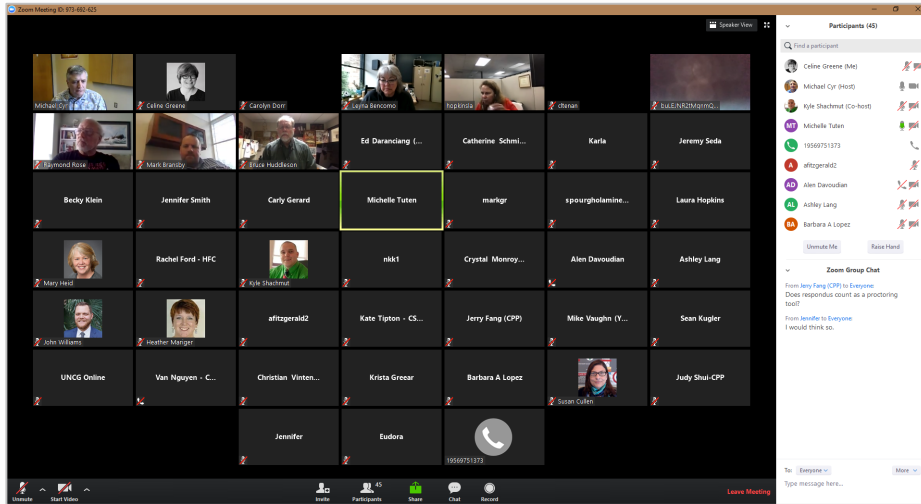 Zoom Meeting ID: 973-692-625
Speaker View
Michael Cyr
Celine Greene
Carolyn Dorr
Leyna Bencomo
hopkinsla
cltenan
Raymond Rose
Mark Bransby
Bruce Huddleson
Ed Daranciang (...
Catherine Schmi...
Karla
Jeremy Seda
Becky Klein
Jennifer Smith
Carly Gerard
Michelle Tuten
markgr
spourgholamine...
Laura Hopkins
Mary Heid
Rachel Ford - HFC
Kyle Shachmut
nkk1
Crystal Monroy...
Alen Davoudian
Ashley Lang
John Williams
Heather Mariger
afitzgerald2
Kate Tipton - CS...
Jerry Fang (CPP)
Mike Vaughn (Y...
Sean Kugler
UNCG Online
Van Nguyen - C...
Christian Vinten...
Krista Greear
Barbara A Lopez
Susan Cullen
Judy Shui-CPP
Jennifer
Eudora
19569751373
Unmute
Start Video
Invite
45
Participants
Share
Chat
Record
Leave Meeting
Participants (45)
Find a participant
Celine Greene (Me)
Michael Cyr (Host)
Kyle Shachmut (Co-host)
MT Michelle Tuten
19569751373
A afitzgerald2
AD Alen Davoudian
AL Ashley Lang
BA Barbara A Lopez
Unmute Me
Raise Hand
Zoom Group Chat
From Jerry Fang (CPP) to Everyone:
Does respondus count as a proctoring
tool?
From Jennifer to Everyone:
I would think so.
To: Everyone
More
Type message here...